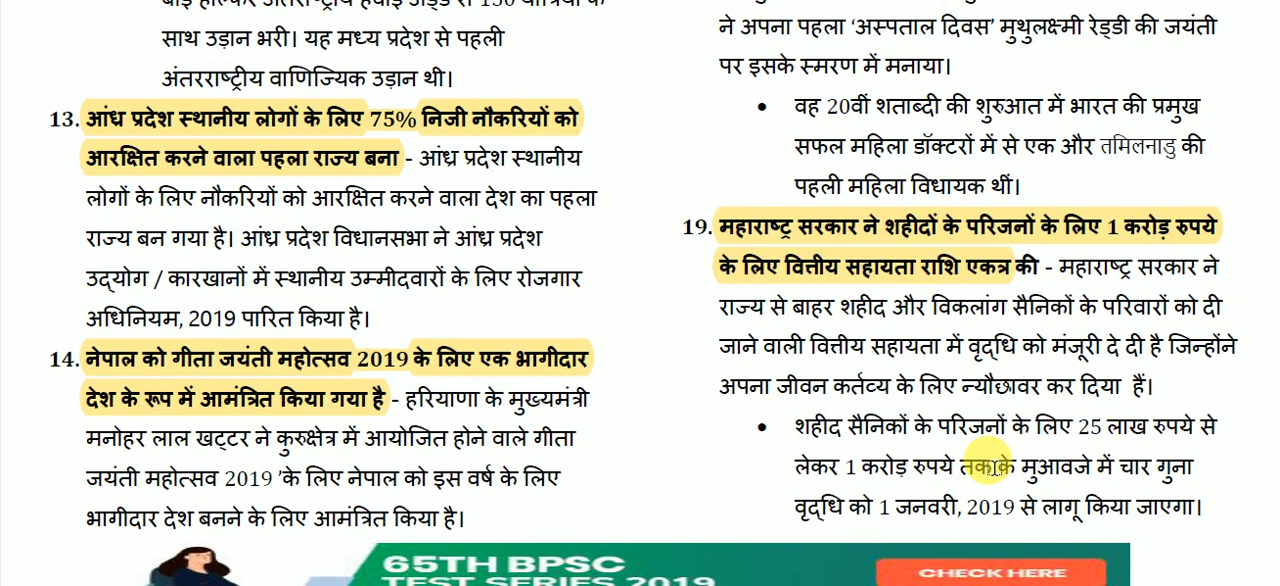 साथ उड़ान भरी। यह मध्य प्रदेश से पहली
अंतरराष्ट्रीय वाणिज्यिक उड़ान थी।
13. आंध्र प्रदेश स्थानीय लोगों के लिए 75% निजी नौकरियों को
आरक्षित करने वाला पहला राज्य बना - आंध्र प्रदेश स्थानीय
लोगों के लिए नौकरियों को आरक्षित करने वाला देश का पहला
राज्य बन गया है। आंध्र प्रदेश विधानसभा ने आंध्र प्रदेश
उद्योग / कारखानों में स्थानीय उम्मीदवारों के लिए रोजगार
अधिनियम, 2019 पारित किया है।
14. नेपाल को गीता जयंती महोत्सव 2019 के लिए एक भागीदार
देश के रूप में आमंत्रित किया गया है - हरियाणा के मुख्यमंत्री
मनोहर लाल खट्टर ने कुरुक्षेत्र में आयोजित होने वाले गीता
जयंती महोत्सव 2019 'के लिए नेपाल को इस वर्ष के लिए
भागीदार देश बनने के लिए आमंत्रित किया है।
ने अपना पहला 'अस्पताल दिवस’ मुथुलक्ष्मी रेड्डी की जयंती
पर इसके स्मरण में मनाया।
• वह 20वीं शताब्दी की शुरुआत में भारत की प्रमुख
सफल महिला डॉक्टरों में से एक और तमिलनाडु की
पहली महिला विधायक थीं।
19. महाराष्ट्र सरकार ने शहीदों के परिजनों के लिए 1 करोड़ रुपये
के लिए वित्तीय सहायता राशि एकत्र की - महाराष्ट्र सरकार ने
राज्य से बाहर शहीद और विकलांग सैनिकों के परिवारों को दी
जाने वाली वित्तीय सहायता में वृद्धि को मंजूरी दे दी है जिन्होंने
अपना जीवन कर्तव्य के लिए न्यौछावर कर दिया हैं।
• शहीद सैनिकों के परिजनों के लिए 25 लाख रुपये से
लेकर 1 करोड़ रुपये तक के मुआवजे में चार गुना
वृद्धि को 1 जनवरी, 2019 से लागू किया जाएगा।
65TH BPSC
TEST SERIES 2019
CHECK HERE